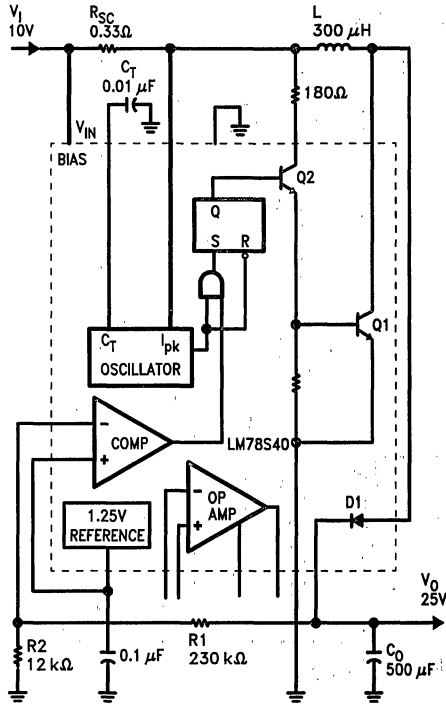 V_I
10V
R_SC
0.33Ω
L
300 μH
C_T
0.01 μF
180Ω
V_IN
BIAS
Q2
Q
S R
Q1
C_T I_pk
OSCILLATOR
−
COMP
+
LM78S40
−
OP
AMP
+
1.25V
REFERENCE
D1
V_O
25V
R2
12 kΩ
0.1 μF
R1
230 kΩ
C_O
500 μF